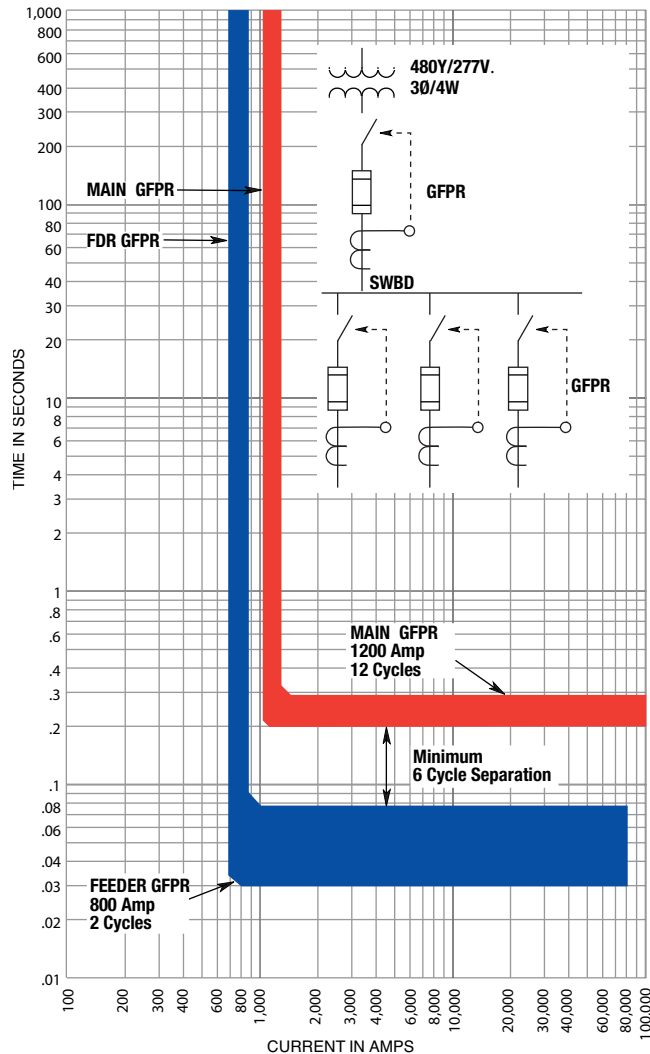 1,000
800
600
400
300
200
100
80
60
40
30
20
10
8
6
4
3
2
1
.8
.6
.4
.3
.2
.1
.08
.06
.04
.03
.02
.01
TIME IN SECONDS
480Y/277V.
3Ø/4W
GFPR
SWBD
GFPR
MAIN GFPR
FDR GFPR
MAIN GFPR
1200 Amp
12 Cycles
Minimum
6 Cycle Separation
FEEDER GFPR
800 Amp
2 Cycles
100
200
300
400
600
800
1,000
2,000
3,000
4,000
6,000
8,000
10,000
20,000
30,000
40,000
60,000
80,000
100,000
CURRENT IN AMPS